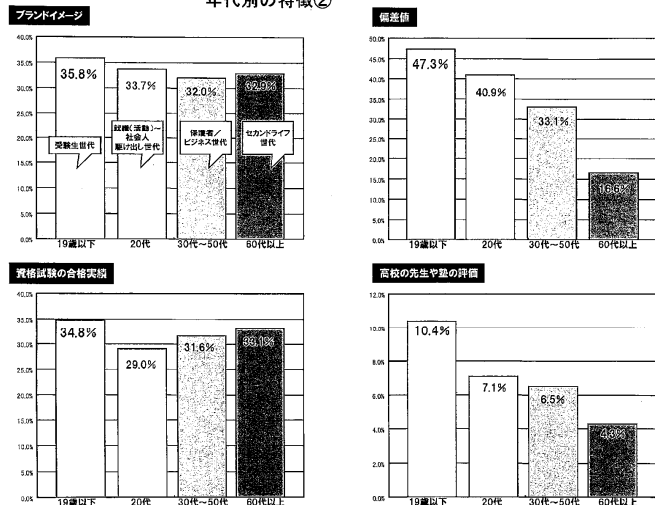 年代別の特徴②
ブランドイメージ
40.0%
35.0%
30.0%
25.0%
20.0%
15.0%
10.0%
5.0%
0.0%
35.8%
33.7%
32.0%
32.9%
受験生世代
就職(活動)〜
社会人
駆け出し世代
保護者/
ビジネス世代
セカンドライフ
世代
19歳以下
20代
30代〜50代
60代以上
偏差値
50.0%
45.0%
40.0%
35.0%
30.0%
25.0%
20.0%
15.0%
10.0%
5.0%
0.0%
47.3%
40.9%
33.1%
16.6%
19歳以下
20代
30代〜50代
60代以上
資格試験の合格実績
40.0%
35.0%
30.0%
25.0%
20.0%
15.0%
10.0%
5.0%
0.0%
34.8%
29.0%
31.6%
33.1%
19歳以下
20代
30代〜50代
60代以上
高校の先生や塾の評価
12.0%
10.0%
8.0%
6.0%
4.0%
2.0%
0.0%
10.4%
7.1%
6.5%
4.3%
19歳以下
20代
30代〜50代
60代以上